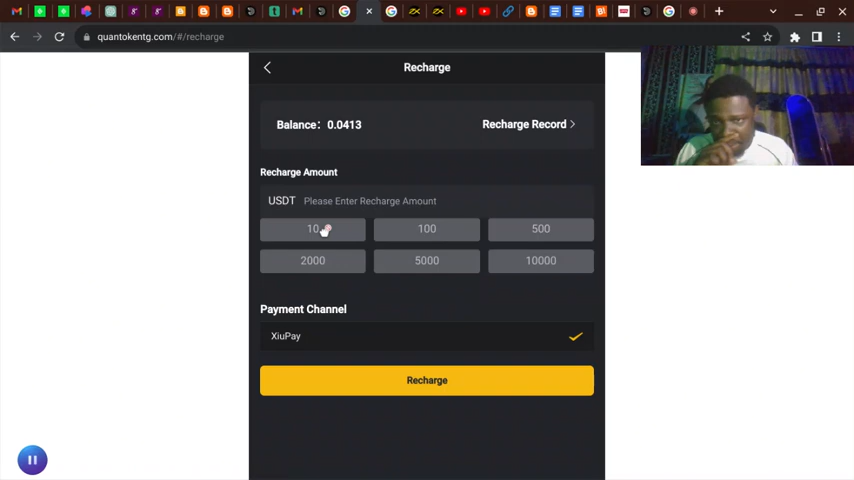 quantokentg.com/#/recharge
Recharge
Balance: 0.0413
Recharge Record >
Recharge Amount
USDT Please Enter Recharge Amount
10 100 500
2000 5000 10000
Payment Channel
XiuPay
Recharge